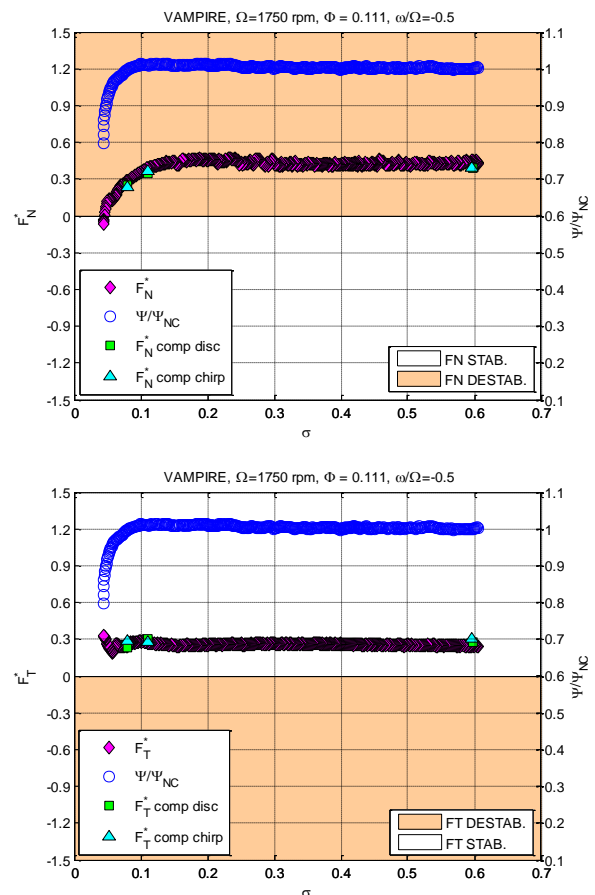 VAMPIRE, Ω=1750 rpm, Φ = 0.111, ω/Ω=-0.5
1.5
1.2
0.9
0.6
0.3
0
-0.3
-0.6
-0.9
-1.2
-1.5
F*N
1.1
1
0.9
0.8
0.7
0.6
0.5
0.4
0.3
0.2
0.1
Ψ/ΨNC
F*N
Ψ/ΨNC
F*N comp disc
F*N comp chirp
FN STAB.
FN DESTAB.
0 0.1 0.2 0.3 0.4 0.5 0.6 0.7
σ
VAMPIRE, Ω=1750 rpm, Φ = 0.111, ω/Ω=-0.5
1.5
1.2
0.9
0.6
0.3
0
-0.3
-0.6
-0.9
-1.2
-1.5
F*T
1.1
1
0.9
0.8
0.7
0.6
0.5
0.4
0.3
0.2
0.1
Ψ/ΨNC
F*T
Ψ/ΨNC
F*T comp disc
F*T comp chirp
FT DESTAB.
FT STAB.
0 0.1 0.2 0.3 0.4 0.5 0.6 0.7
σ